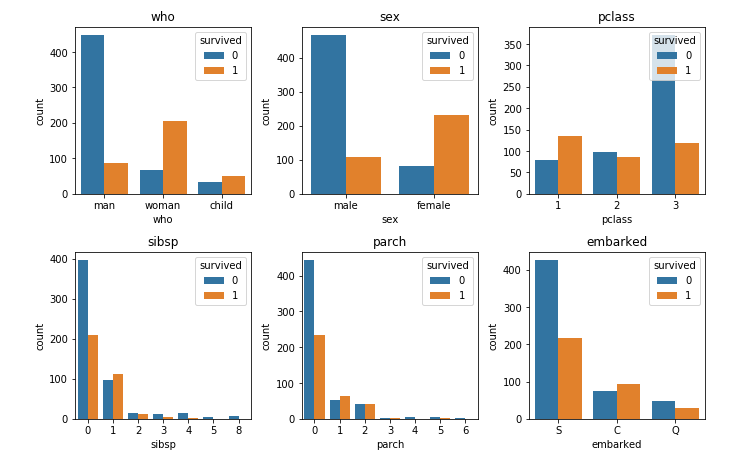 who
survived
0
1
400
300
200
100
0
count
man woman child
who
sex
survived
0
1
400
300
200
100
0
count
male female
sex
pclass
survived
0
1
350
300
250
200
150
100
50
0
count
1 2 3
pclass
sibsp
survived
0
1
400
300
200
100
0
count
0 1 2 3 4 5 8
sibsp
parch
survived
0
1
400
300
200
100
0
count
0 1 2 3 4 5 6
parch
embarked
survived
0
1
400
300
200
100
0
count
S C Q
embarked